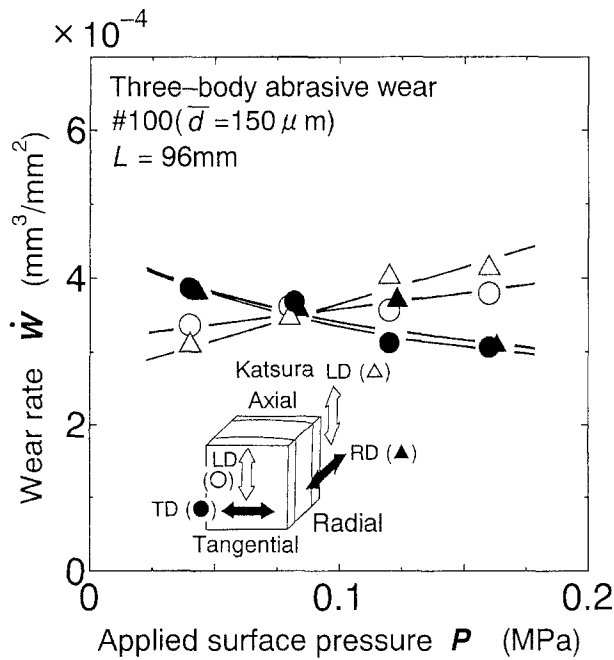 × 10⁻⁴
6
4
2
0
Wear rate Ẇ (mm³/mm²)
Three–body abrasive wear
#100( d̅ =150 μ m)
L = 96mm
Katsura LD (△)
Axial
LD
(○)
RD (▲)
TD (●)
Radial
Tangential
0 0.1 0.2
Applied surface pressure P (MPa)